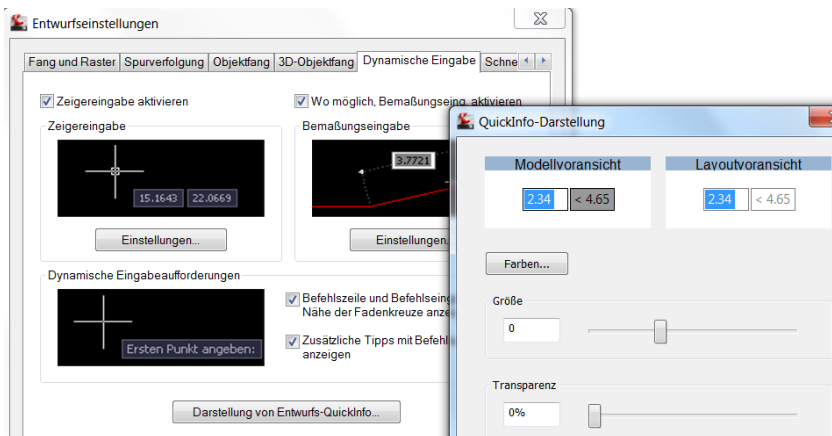 Entwurfseinstellungen
Fang und Raster Spurverfolgung Objektfang 3D-Objektfang Dynamische Eingabe Schne
Zeigereingabe aktivieren
Wo möglich, Bemaßungseing. aktivieren
Zeigereingabe
15.1643 22.0669
Einstellungen...
Bemaßungseingabe
3.7721
Einstellungen.
Dynamische Eingabeaufforderungen
Ersten Punkt angeben:
Befehlszeile und Befehlseing
Nähe der Fadenkreuze anze
Zusätzliche Tipps mit Befehl
anzeigen
Darstellung von Entwurfs-QuickInfo...
QuickInfo-Darstellung
Modellvoransicht Layoutvoransicht
2.34 < 4.65 2.34 < 4.65
Farben...
Größe
0
Transparenz
0%